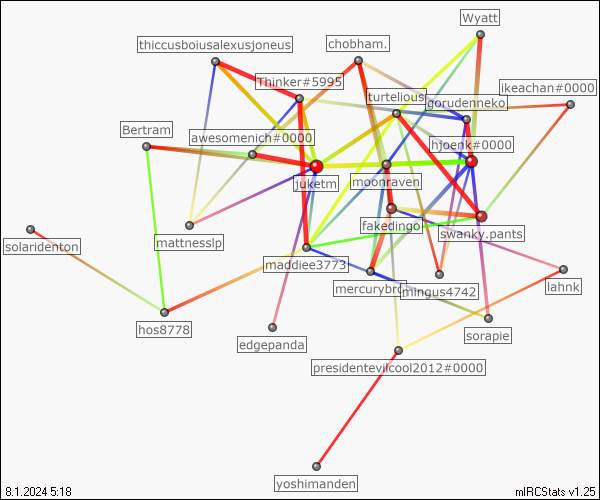 Wyatt
thiccusboiusalexusjoneus
chobham.
Thinker#5995
ikeachan#0000
turtelious
gorudenneko
Bertram
awesomenich#0000
hjoenk#0000
juketm
moonraven
fakedingo
swanky.pants
solaridenton
mattnesslp
maddiee3773
mercurybro
mingus4742
lahnk
hos8778
sorapie
edgepanda
presidentevilcool2012#0000
yoshimanden
8.1.2024 5:18
mIRCStats v1.25